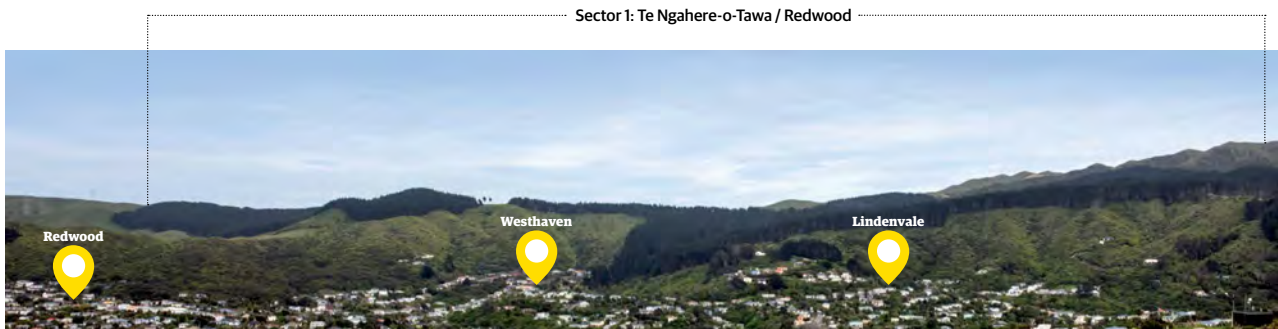 Sector 1: Te Ngahere-o-Tawa / Redwood
Redwood
Westhaven
Lindenvale